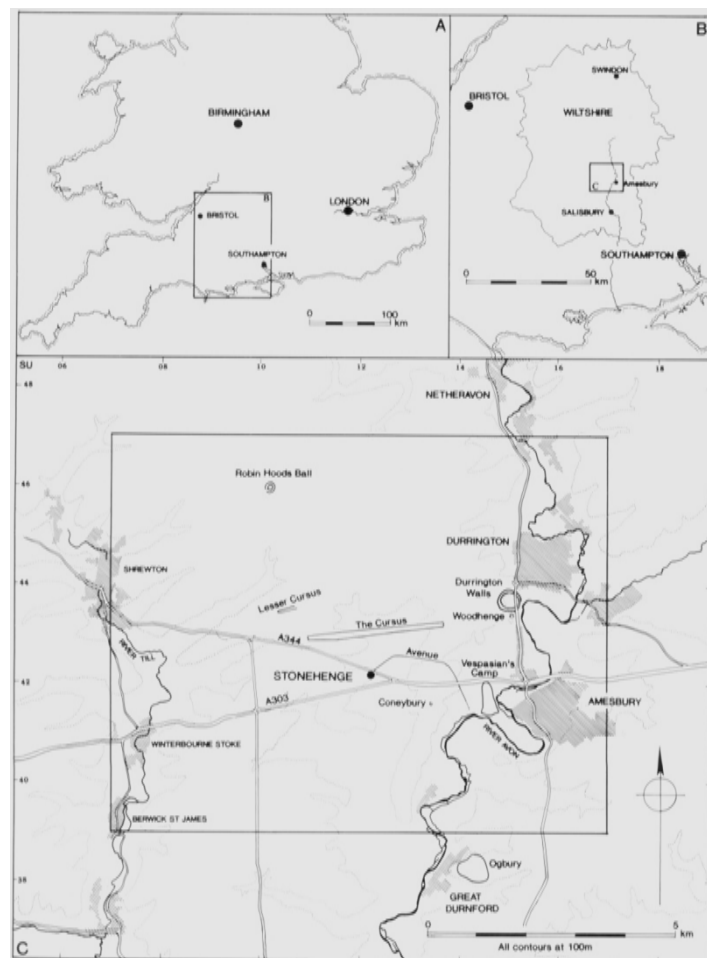 A
BIRMINGHAM
LONDON
B
BRISTOL
SOUTHAMPTON
0 100
km
B
SWINDON
BRISTOL
WILTSHIRE
C
Amesbury
SALISBURY
0 50
km
SOUTHAMPTON
SU 06 08 10 12 14 16 18
48
NETHERAVON
46
Robin Hoods Ball
DURRINGTON
SHREWTON
44
Durrington
Walls
Lesser Cursus
The Cursus
Woodhenge
A344
RIVER TILL
Avenue
Vespasian's
Camp
STONEHENGE
42
A303
Coneybury
AMESBURY
RIVER AVON
WINTERBOURNE STOKE
40
BERWICK ST JAMES
Ogbury
38
GREAT
DURNFORD
0 5
km
All contours at 100m
C